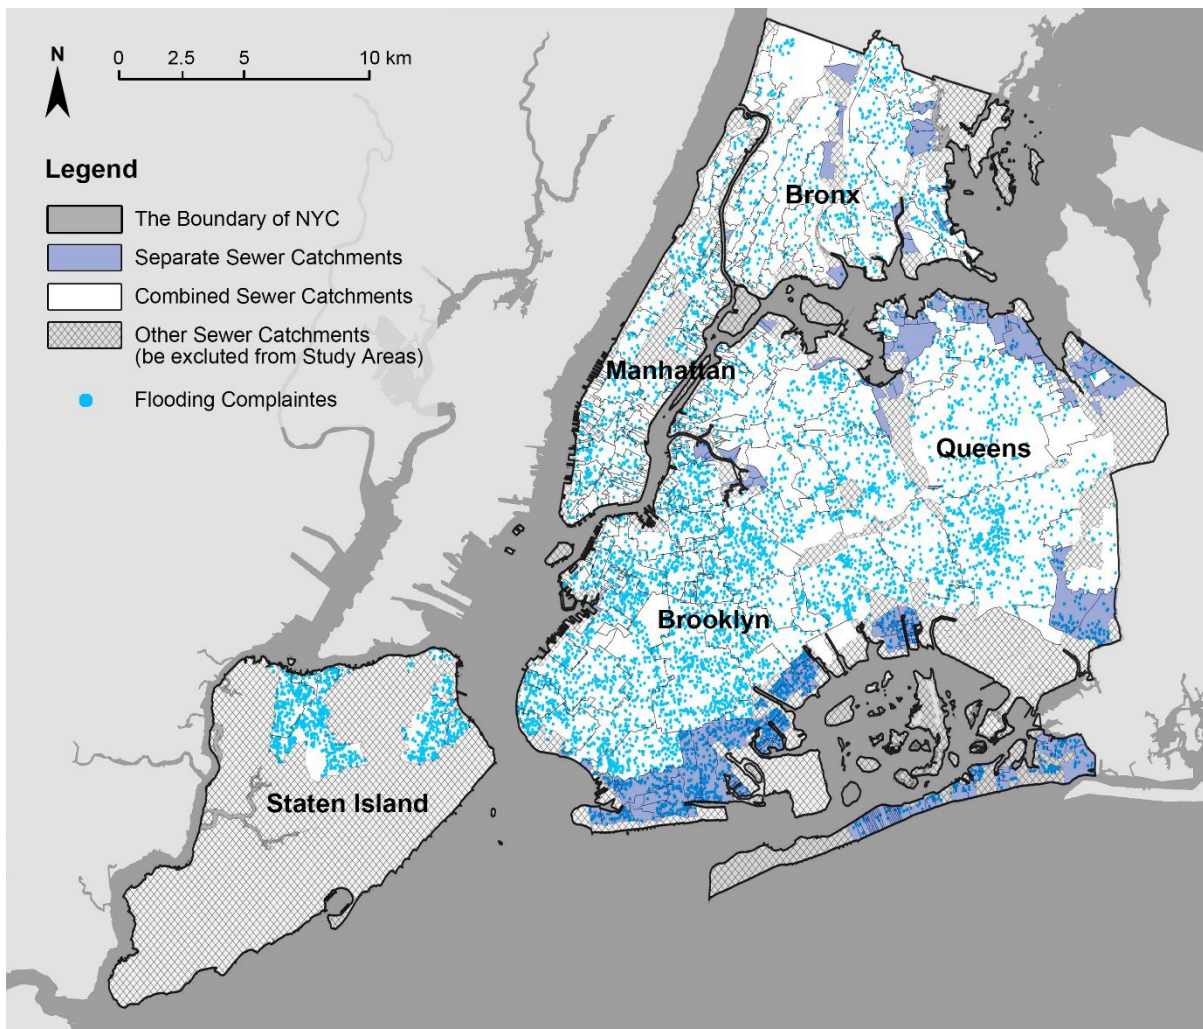 N
0 2.5 5 10 km
Legend
The Boundary of NYC
Separate Sewer Catchments
Combined Sewer Catchments
Other Sewer Catchments
(be excluted from Study Areas)
Flooding Complaintes
Bronx
Manhattan
Queens
Brooklyn
Staten Island